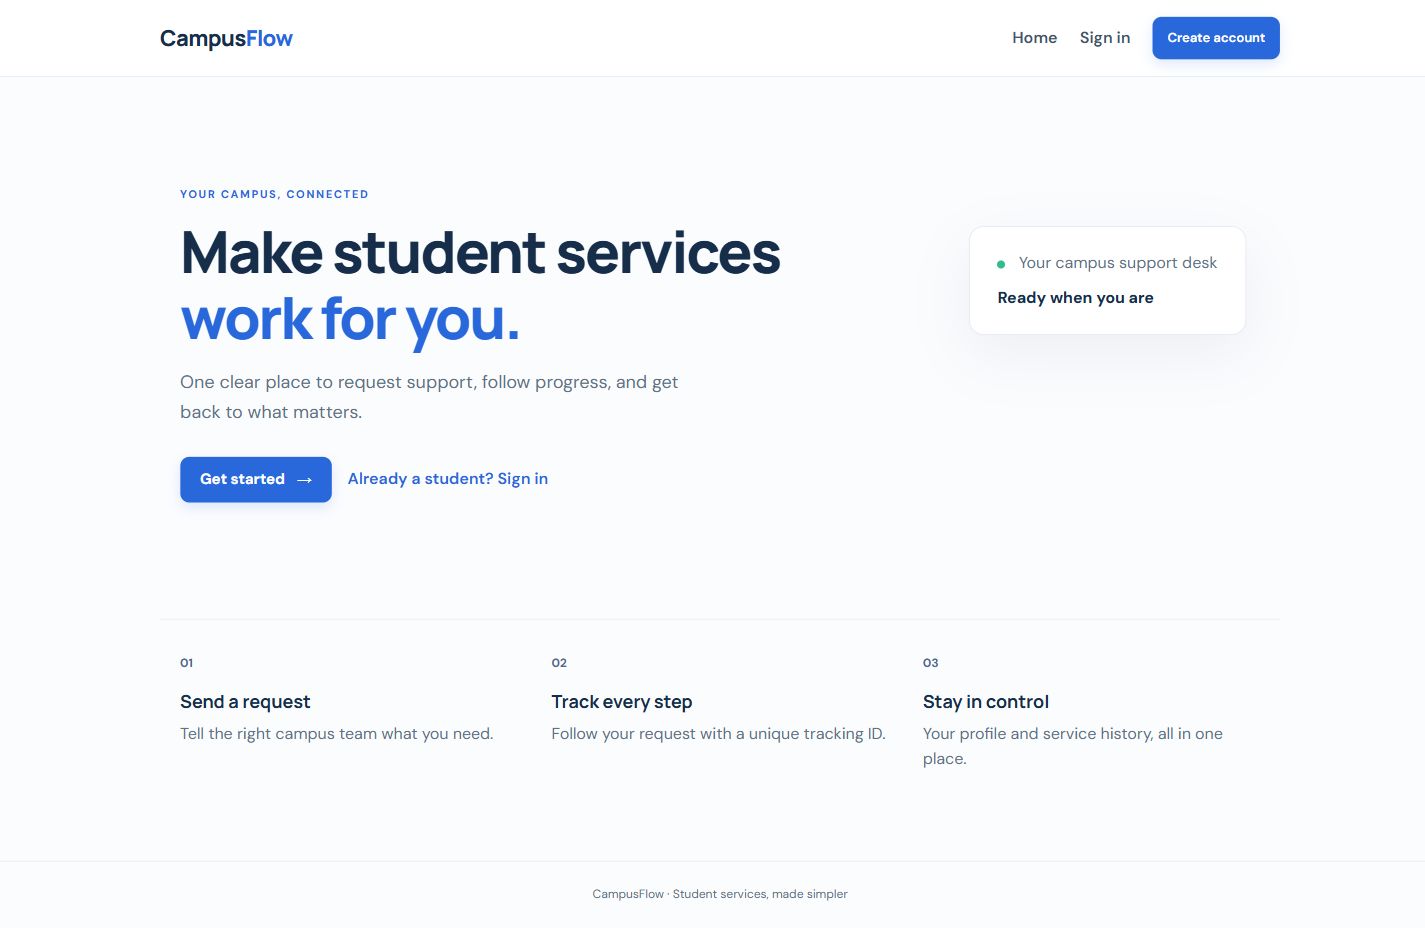 CampusFlow
Home
Sign in
Create account
YOUR CAMPUS, CONNECTED
Make student services
work for you.
One clear place to request support, follow progress, and get
back to what matters.
Get started →
Already a student? Sign in
Your campus support desk
Ready when you are
01
Send a request
Tell the right campus team what you need.
02
Track every step
Follow your request with a unique tracking ID.
03
Stay in control
Your profile and service history, all in one
place.
CampusFlow · Student services, made simpler